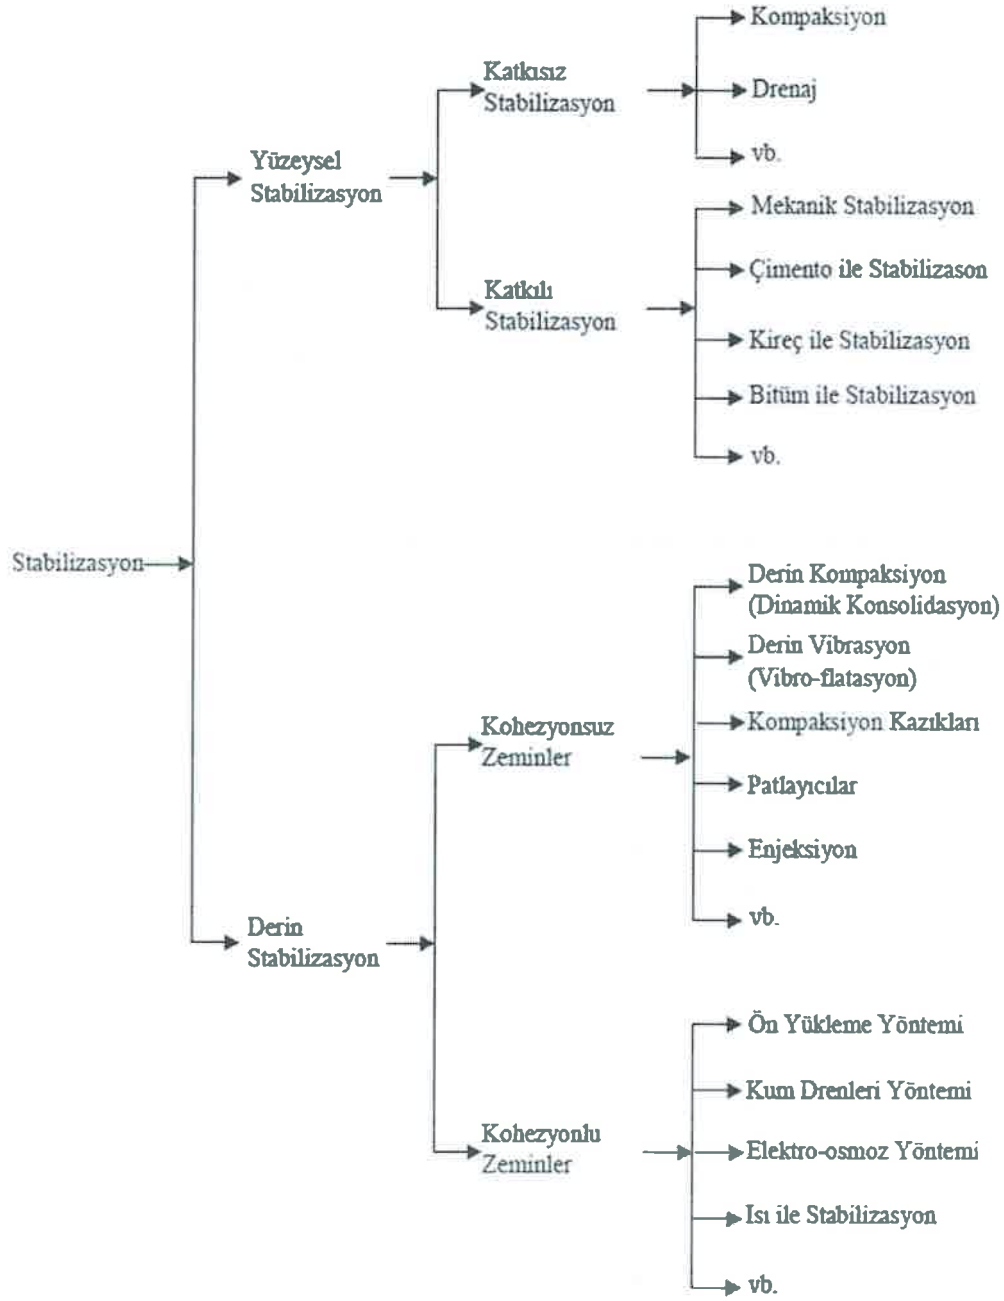 Kompaksiyon
Katkısız
Stabilizasyon
Drenaj
vb.
Yüzeysel
Stabilizasyon
Mekanik Stabilizasyon
Çimento ile Stabilizason
Katkılı
Stabilizasyon
Kireç ile Stabilizasyon
Bitüm ile Stabilizasyon
vb.
Stabilizasyon
Derin Kompaksiyon
(Dinamik Konsolidasyon)
Derin Vibrasyon
(Vibro-flatasyon)
Kohezyonsuz
Zeminler
Kompaksiyon Kazıkları
Patlayıcılar
Enjeksiyon
vb.
Derin
Stabilizasyon
Ön Yükleme Yöntemi
Kum Drenleri Yöntemi
Kohezyonlu
Zeminler
Elektro-osmoz Yöntemi
Isı ile Stabilizasyon
vb.